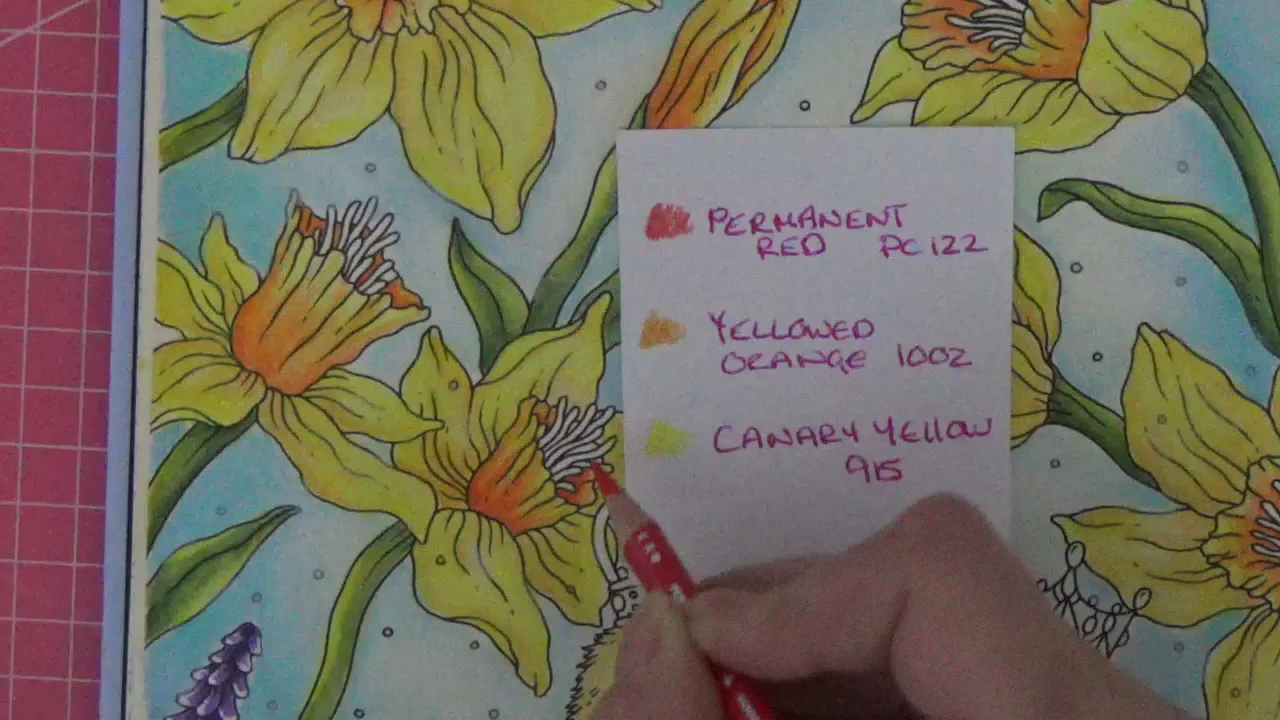 PERMANENT
RED PC122
YELLOWED
ORANGE 1002
CANARY YELLOW
915